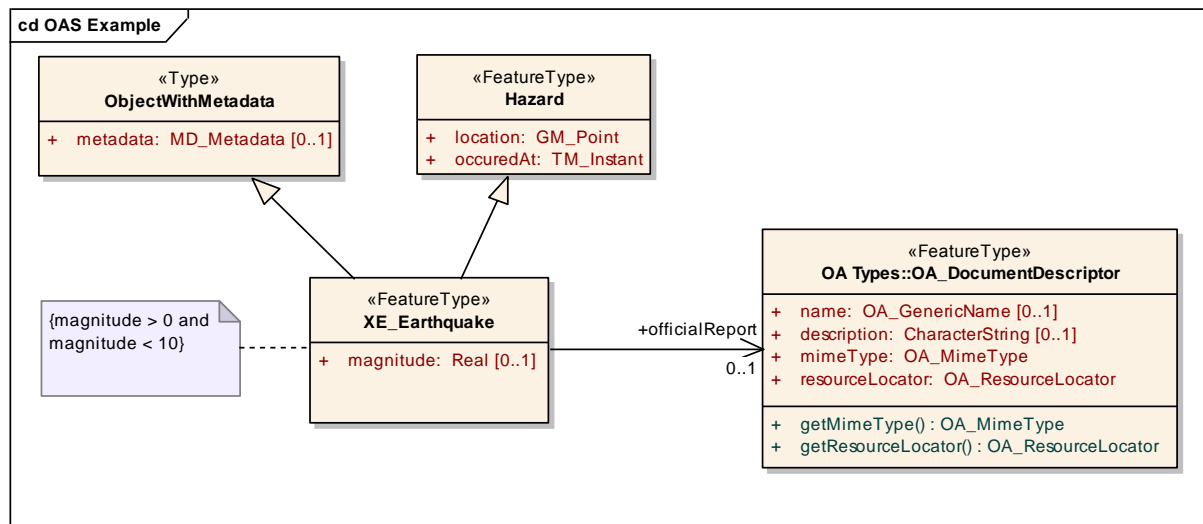 cd OAS Example
«Type»
ObjectWithMetadata
+ metadata: MD_Metadata [0..1]
«FeatureType»
Hazard
+ location: GM_Point
+ occuredAt: TM_Instant
{magnitude > 0 and
magnitude < 10}
«FeatureType»
XE_Earthquake
+ magnitude: Real [0..1]
+officialReport
0..1
«FeatureType»
OA Types::OA_DocumentDescriptor
+ name: OA_GenericName [0..1]
+ description: CharacterString [0..1]
+ mimeType: OA_MimeType
+ resourceLocator: OA_ResourceLocator
+ getMimeType() : OA_MimeType
+ getResourceLocator() : OA_ResourceLocator